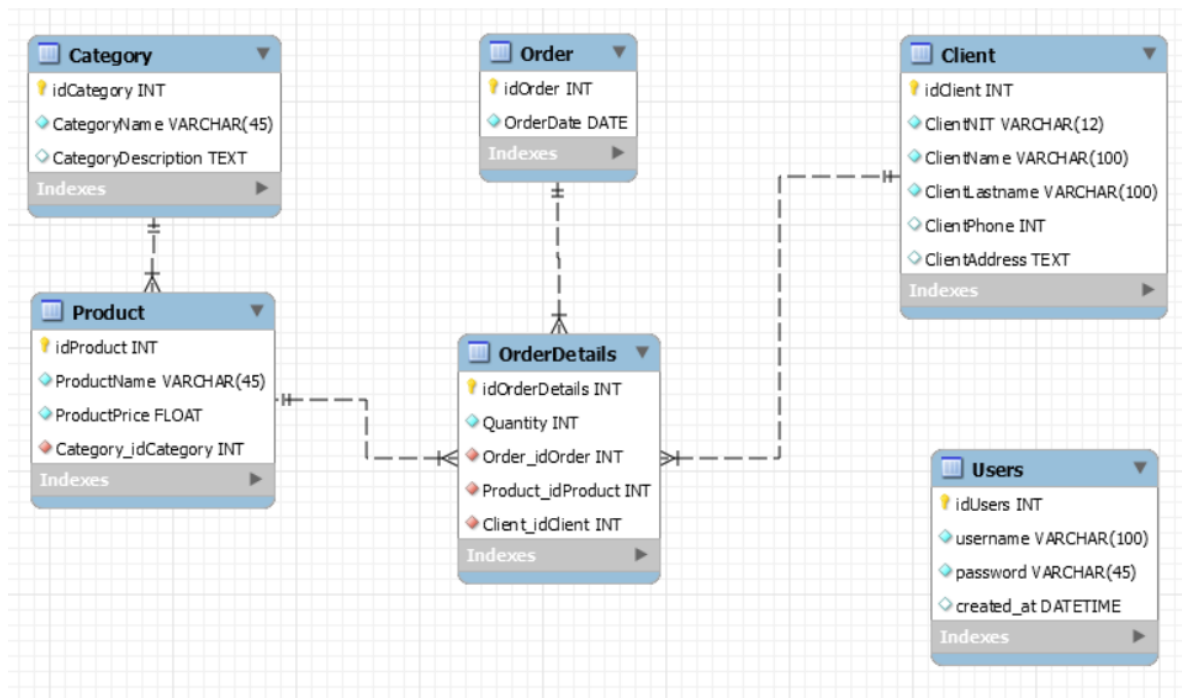 Category
idCategory INT
CategoryName VARCHAR(45)
CategoryDescription TEXT
Indexes
Order
idOrder INT
OrderDate DATE
Indexes
Client
idClient INT
ClientNIT VARCHAR(12)
ClientName VARCHAR(100)
ClientLastname VARCHAR(100)
ClientPhone INT
ClientAddress TEXT
Indexes
Product
idProduct INT
ProductName VARCHAR(45)
ProductPrice FLOAT
Category_idCategory INT
Indexes
OrderDetails
idOrderDetails INT
Quantity INT
Order_idOrder INT
Product_idProduct INT
Client_idClient INT
Indexes
Users
idUsers INT
username VARCHAR(100)
password VARCHAR(45)
created_at DATETIME
Indexes